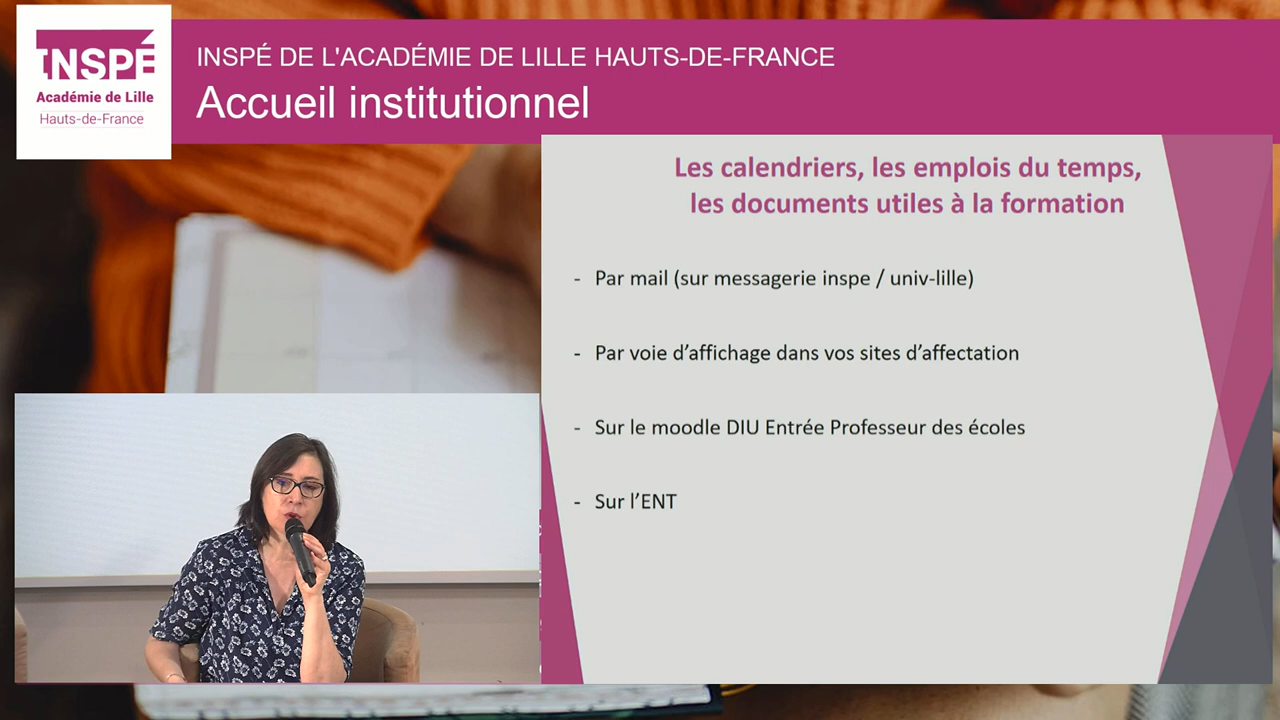 INSPÉ
Académie de Lille
Hauts-de-France
INSPÉ DE L'ACADÉMIE DE LILLE HAUTS-DE-FRANCE
Accueil institutionnel
Les calendriers, les emplois du temps,
les documents utiles à la formation
- Par mail (sur messagerie inspe / univ-lille)
- Par voie d’affichage dans vos sites d’affectation
- Sur le moodle DIU Entrée Professeur des écoles
- Sur l’ENT